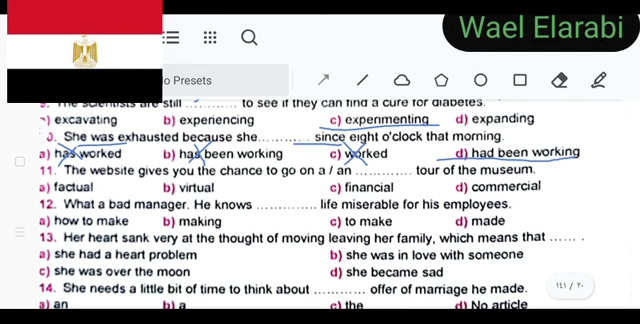 Wael Elarabi
o Presets
9. The scientists are still ............ to see if they can find a cure for diabetes.
a) excavating b) experiencing c) experimenting d) expanding
0. She was exhausted because she............ since eight o'clock that morning.
a) has worked b) has been working c) worked d) had been working
11. The website gives you the chance to go on a / an ............ tour of the museum.
a) factual b) virtual c) financial d) commercial
12. What a bad manager. He knows ............ life miserable for his employees.
a) how to make b) making c) to make d) made
13. Her heart sank very at the thought of moving leaving her family, which means that ...... .
a) she had a heart problem b) she was in love with someone
c) she was over the moon d) she became sad
14. She needs a little bit of time to think about ............ offer of marriage he made.
a) an b) a c) the d) No article
١٤١ / ٢٠